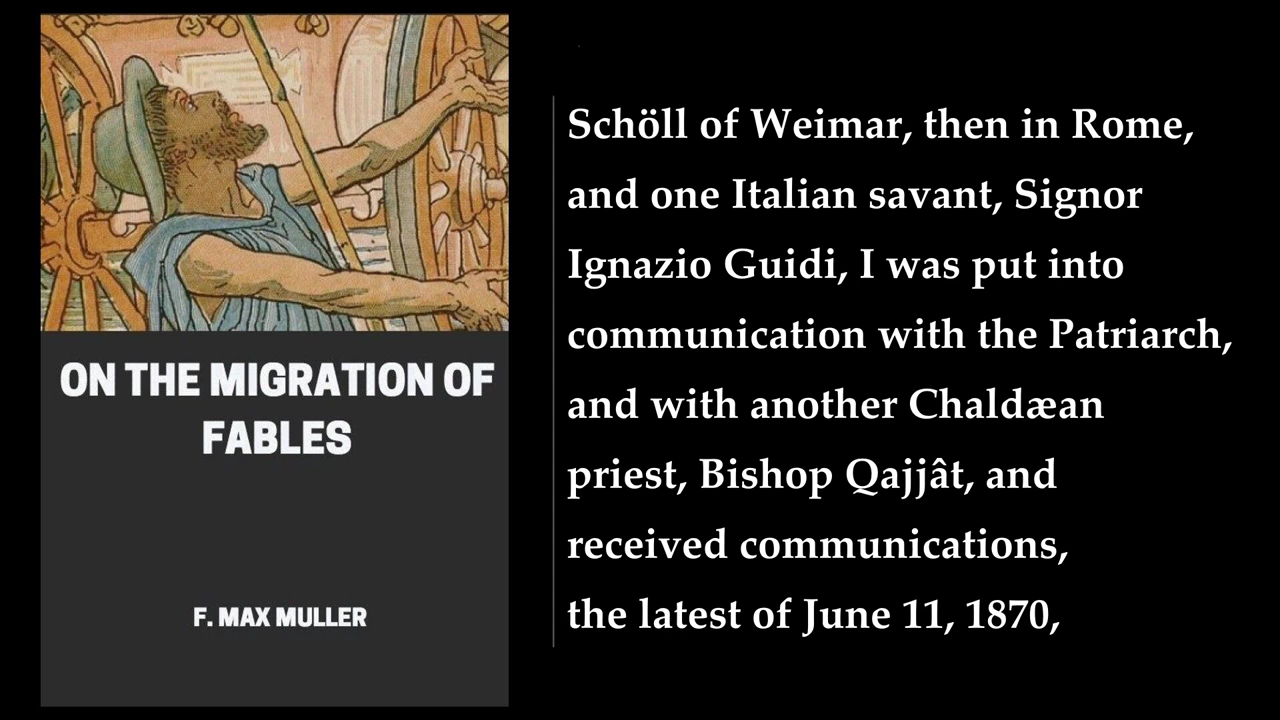 ON THE MIGRATION OF
FABLES
F. MAX MULLER
Schöll of Weimar, then in Rome,
and one Italian savant, Signor
Ignazio Guidi, I was put into
communication with the Patriarch,
and with another Chaldæan
priest, Bishop Qajjât, and
received communications,
the latest of June 11, 1870,